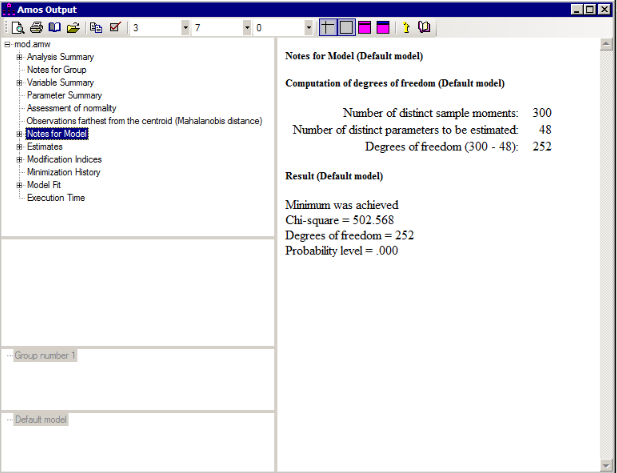 Amos Output
3 7 0
mod.amw
Analysis Summary
Notes for Group
Variable Summary
Parameter Summary
Assessment of normality
Observations farthest from the centroid (Mahalanobis distance)
Notes for Model
Estimates
Modification Indices
Minimization History
Model Fit
Execution Time
Group number 1
Default model
Notes for Model (Default model)
Computation of degrees of freedom (Default model)
Number of distinct sample moments: 300
Number of distinct parameters to be estimated: 48
Degrees of freedom (300 - 48): 252
Result (Default model)
Minimum was achieved
Chi-square = 502.568
Degrees of freedom = 252
Probability level = .000